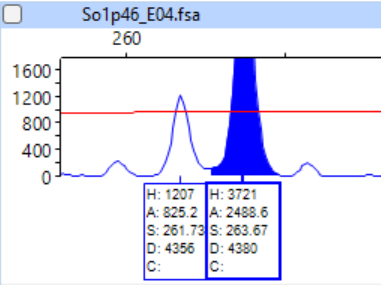 So1p46_E04.fsa
260
1600
1200
800
400
0
H: 1207
A: 825.2
S: 261.73
D: 4356
C:
H: 3721
A: 2488.6
S: 263.67
D: 4380
C: